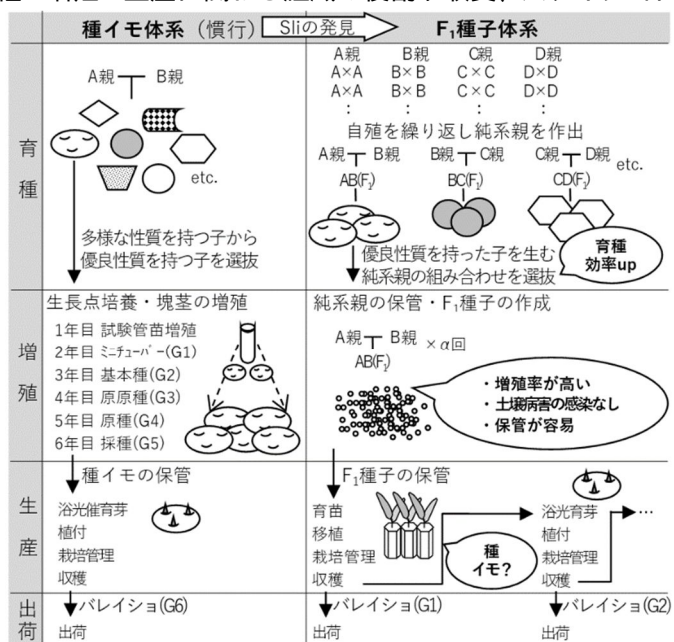 種イモ体系（慣行）
Sliの発見
F₁種子体系
育種
A親 B親
etc.
多様な性質を持つ子から
優良性質を持つ子を選抜
A親 B親 C親 D親
A×A B×B C×C D×D
A×A B×B C×C D×D
： ： ： ：
自殖を繰り返し純系親を作出
A親 B親 B親 C親 C親 D親 etc.
AB(F₁) BC(F₁) CD(F₁)
優良性質を持った子を生む
純系親の組み合わせを選抜
育種
効率up
増殖
生長点培養・塊茎の増殖
1年目 試験管苗増殖
2年目 ミニチューバー(G1)
3年目 基本種(G2)
4年目 原原種(G3)
5年目 原種(G4)
6年目 採種(G5)
純系親の保管・F₁種子の作成
A親 B親 ×α回
AB(F₁)
・増殖率が高い
・土壌病害の感染なし
・保管が容易
生産
種イモの保管
浴光催育芽
植付
栽培管理
収穫
F₁種子の保管
育苗
移植
栽培管理
収穫
種
イモ？
浴光育芽
植付
栽培管理
収穫
…
出荷
バレイショ(G6)
出荷
バレイショ(G1)
出荷
バレイショ(G2)
出荷